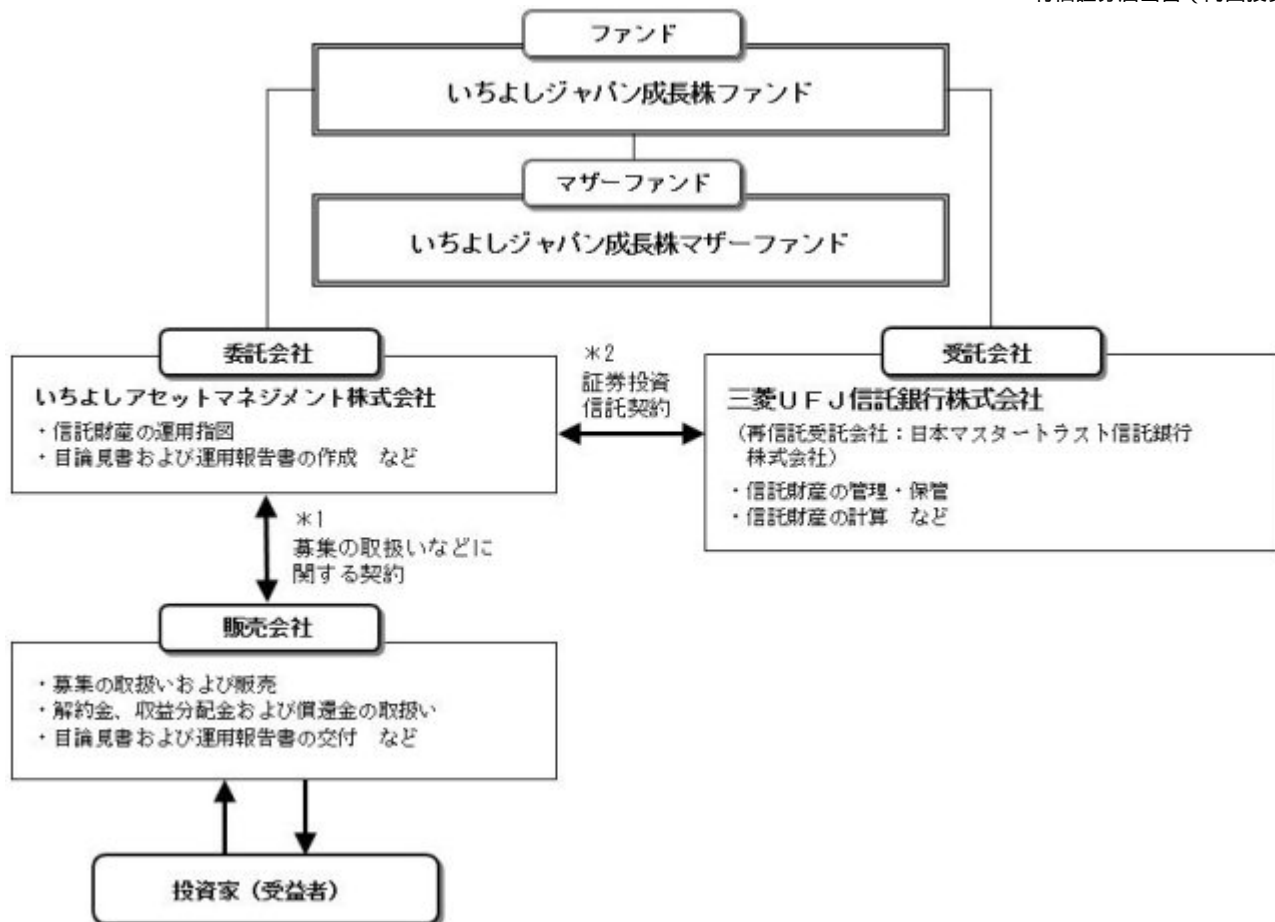 ファンド
いちよしジャパン成長株ファンド
マザーファンド
いちよしジャパン成長株マザーファンド
委託会社
いちよしアセットマネジメント株式会社
・信託財産の運用指図
・目論見書および運用報告書の作成　など
＊2
証券投資
信託契約
受託会社
三菱ＵＦＪ信託銀行株式会社
（再信託受託会社：日本マスタートラスト信託銀行
株式会社）
・信託財産の管理・保管
・信託財産の計算　など
＊1
募集の取扱いなどに
関する契約
販売会社
・募集の取扱いおよび販売
・解約金、収益分配金および償還金の取扱い
・目論見書および運用報告書の交付　など
投資家（受益者）